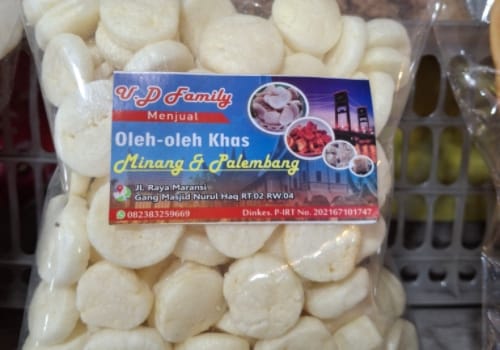 U.D Family
Menjual
Oleh-oleh Khas
Minang & Palembang
Jl. Raya Maransi
Gang Masjid Nurul Haq RT.02 RW.04
082383259669
Dinkes. P-IRT No. 202167101747